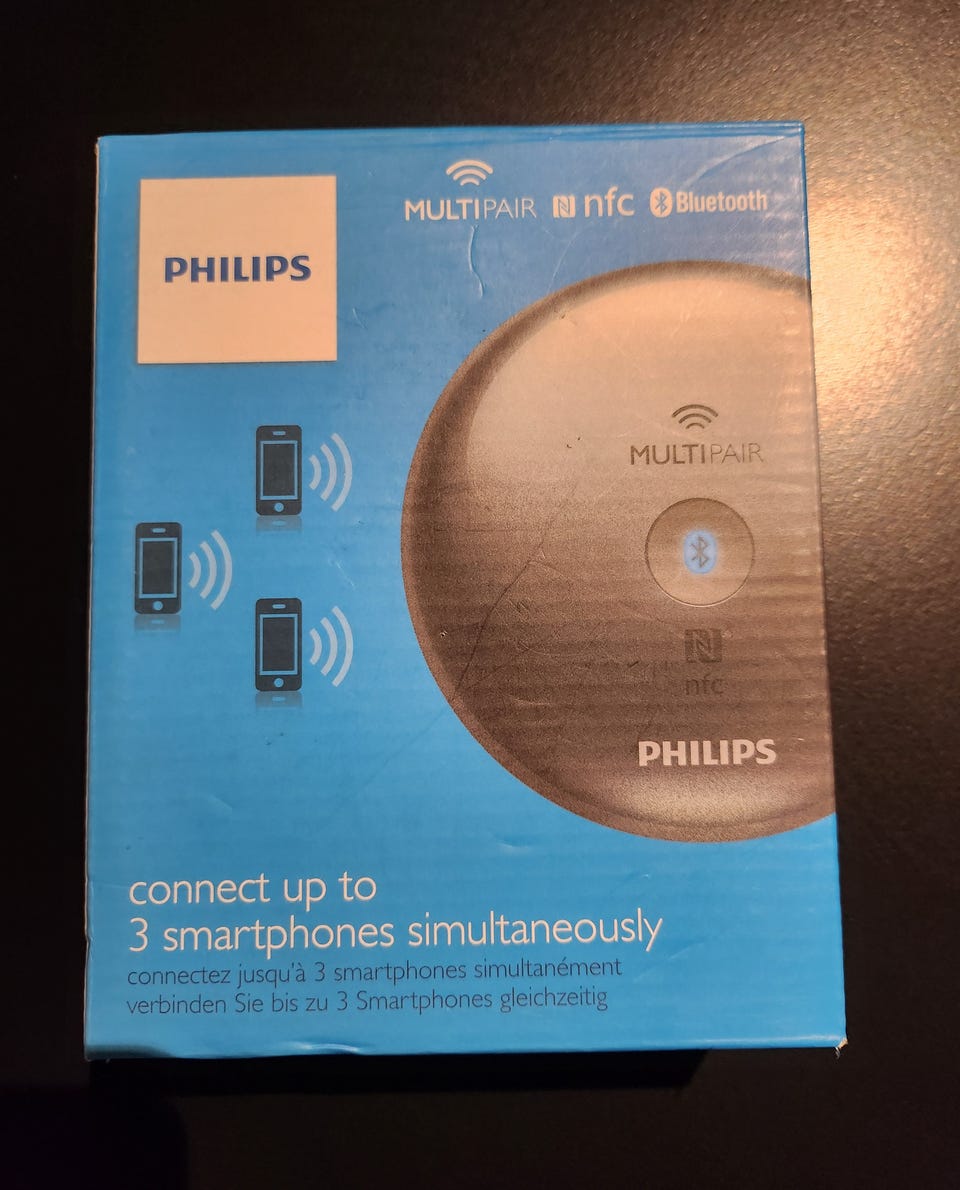 PHILIPS
MULTIPAIR nfc Bluetooth
MULTIPAIR
nfc
PHILIPS
connect up to
3 smartphones simultaneously
connectez jusqu'à 3 smartphones simultanément
verbinden Sie bis zu 3 Smartphones gleichzeitig